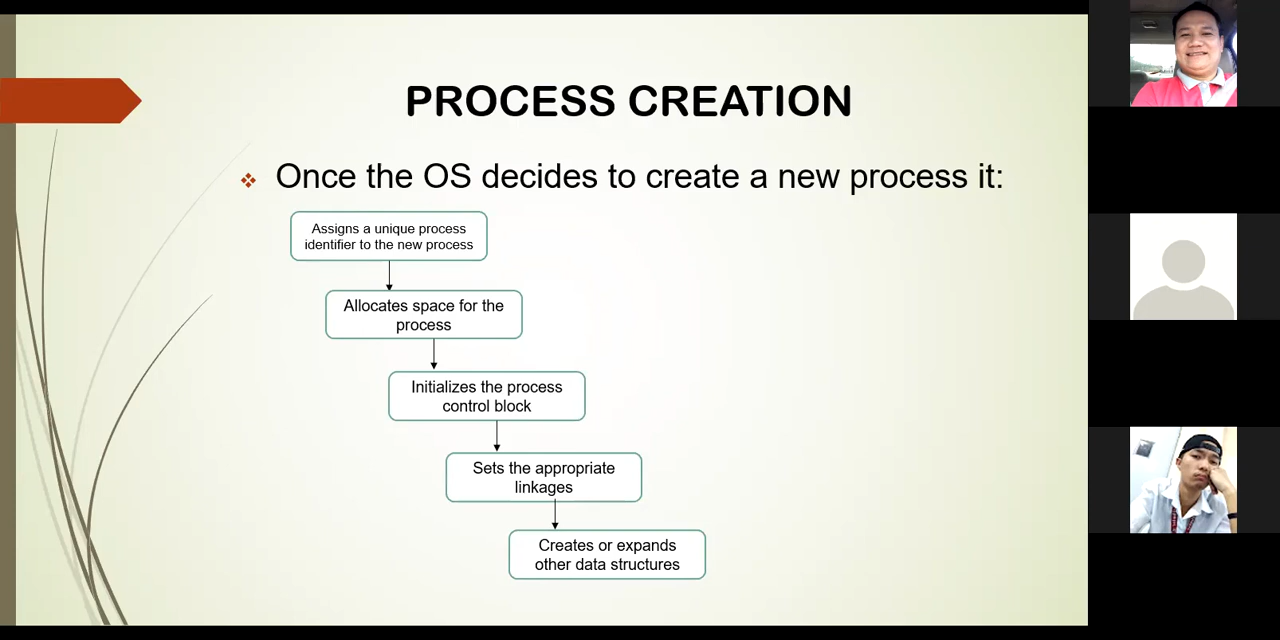 PROCESS CREATION
Once the OS decides to create a new process it:
Assigns a unique process
identifier to the new process
Allocates space for the
process
Initializes the process
control block
Sets the appropriate
linkages
Creates or expands
other data structures